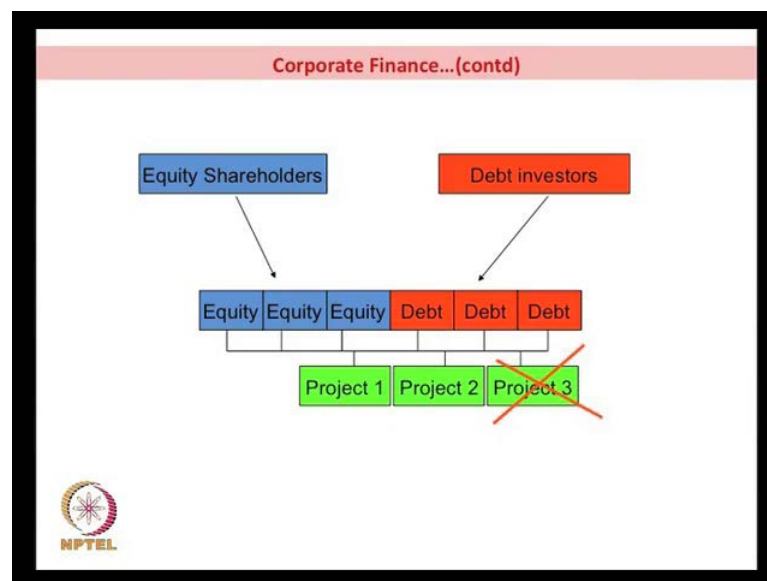 Corporate Finance...(contd)
Equity Shareholders
Debt investors
Equity Equity Equity Debt Debt Debt
Project 1 Project 2 Project 3
NPTEL